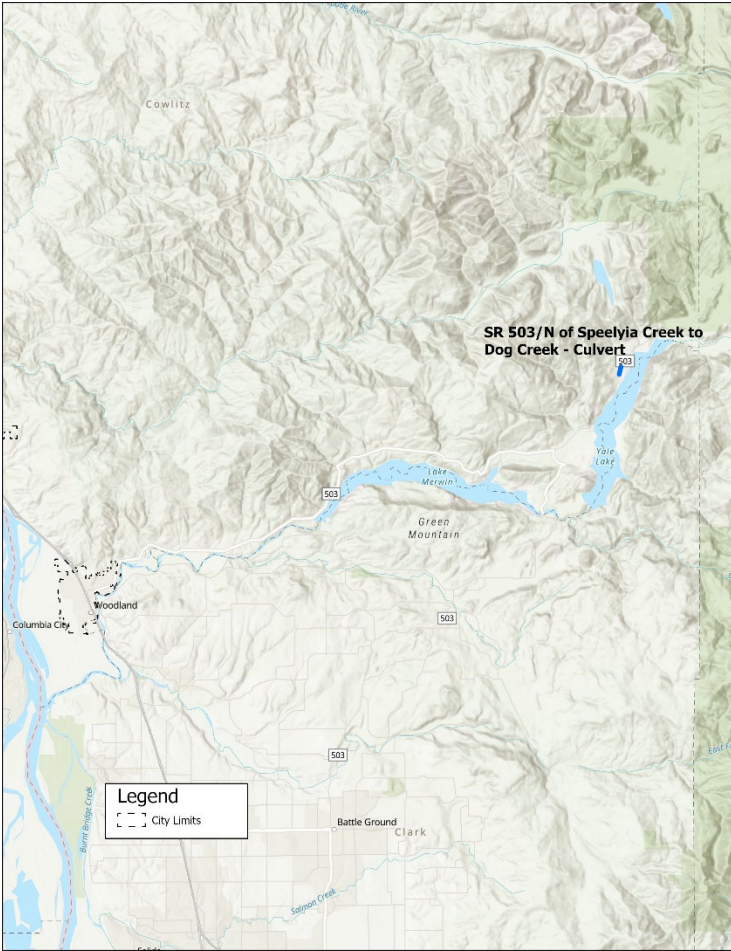 Cowlitz
SR 503/N of Speelyia Creek to
Dog Creek - Culvert
503
Yale
Lake
Lake
Merwin
503
Green
Mountain
Woodland
503
Columbia City
503
Legend
City Limits
Burnt Bridge Creek
Battle Ground
Clark
Salmon Creek